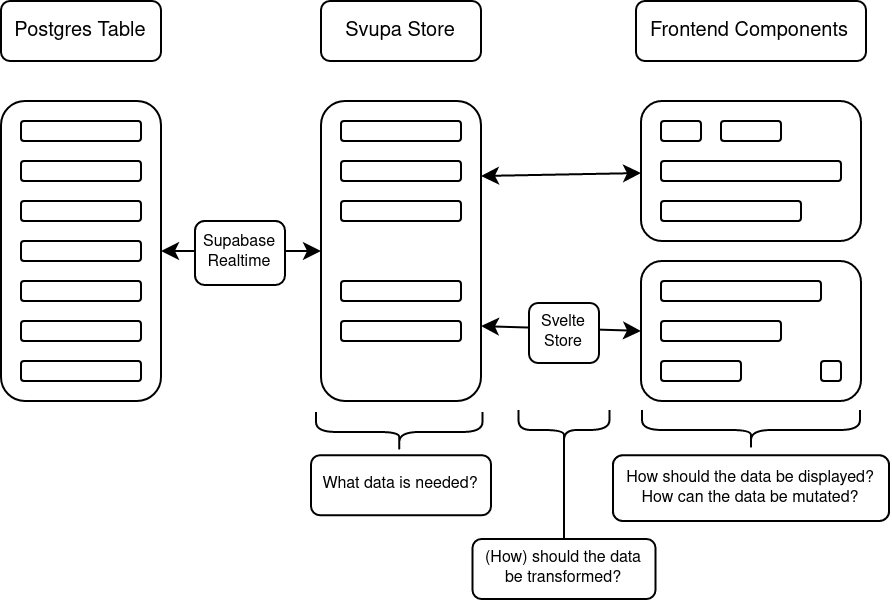 Postgres Table
Svupa Store
Frontend Components
Supabase
Realtime
Svelte
Store
What data is needed?
How should the data be displayed?
How can the data be mutated?
(How) should the data
be transformed?